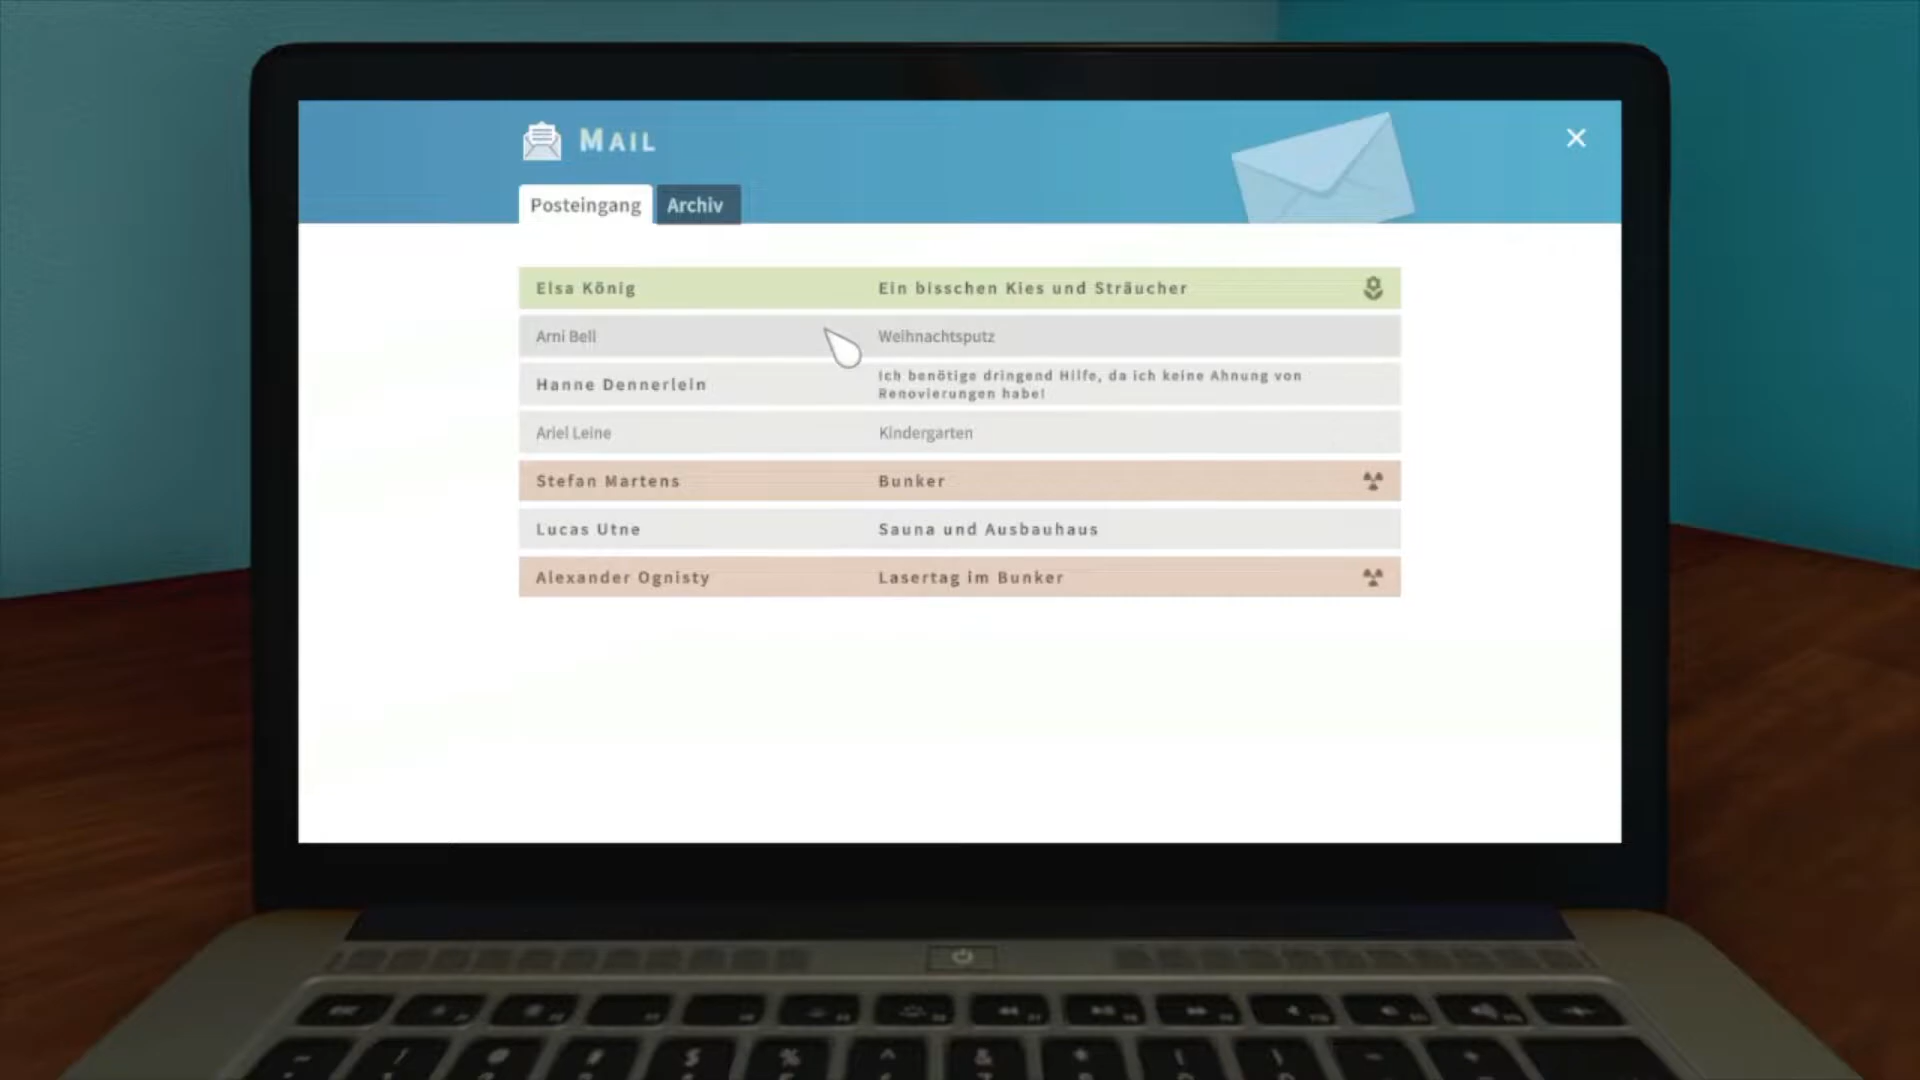 MAIL
Posteingang
Archiv
Elsa König
Ein bisschen Kies und Sträucher
Arni Bell
Weihnachtsputz
Hanne Dennerlein
Ich benötige dringend Hilfe, da ich keine Ahnung von
Renovierungen habe!
Ariel Leine
Kindergarten
Stefan Martens
Bunker
Lucas Utne
Sauna und Ausbauhaus
Alexander Ognisty
Lasertag im Bunker